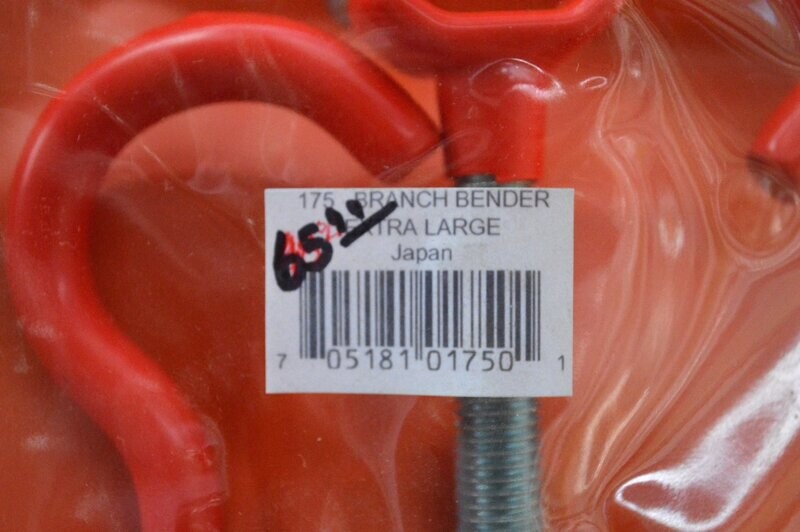 175 BRANCH BENDER
EXTRA LARGE
Japan
65"
7 05181 01750 1